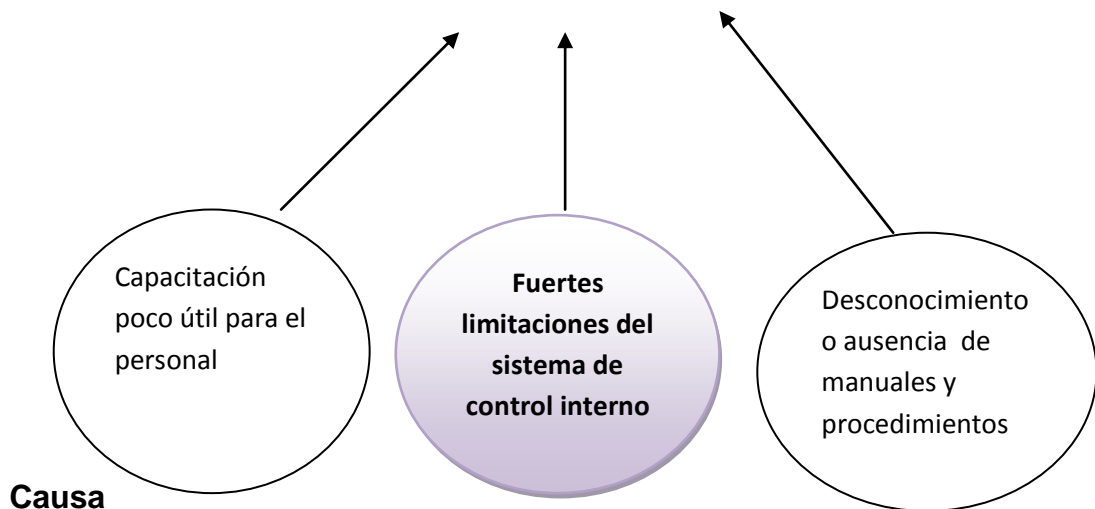 Capacitación
poco útil para el
personal
Fuertes
limitaciones del
sistema de
control interno
Desconocimiento
o ausencia de
manuales y
procedimientos
Causa